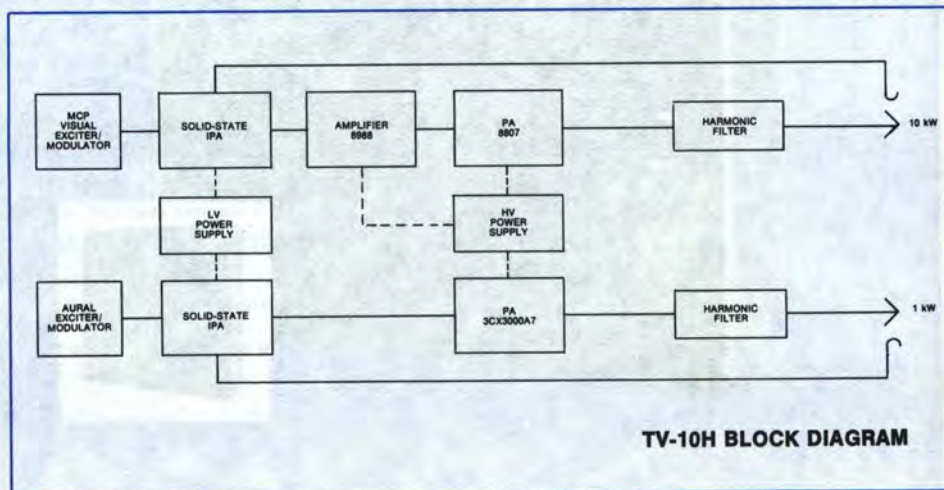 MCP
VISUAL
EXCITER/
MODULATOR
SOLID-STATE
IPA
AMPLIFIER
8988
PA
8807
HARMONIC
FILTER
10 kW
LV
POWER
SUPPLY
HV
POWER
SUPPLY
AURAL
EXCITER/
MODULATOR
SOLID-STATE
IPA
PA
3CX3000A7
HARMONIC
FILTER
1 kW
TV-10H BLOCK DIAGRAM